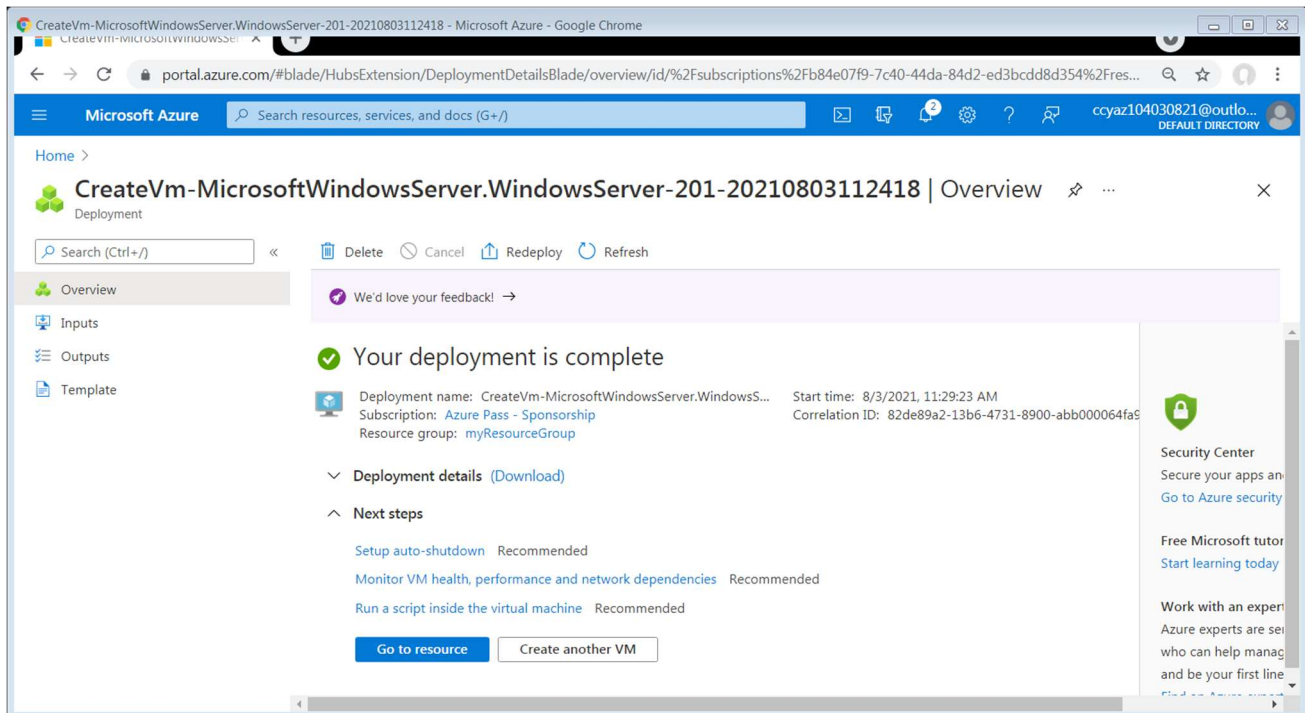 CreateVm-MicrosoftWindowsServer.WindowsServer-201-20210803112418 - Microsoft Azure - Google Chrome
CreateVm-MicrosoftWindowsSer
portal.azure.com/#blade/HubsExtension/DeploymentDetailsBlade/overview/id/%2Fsubscriptions%2Fb84e07f9-7c40-44da-84d2-ed3bcdd8d354%2Fres...
Microsoft Azure
Search resources, services, and docs (G+/)
2
ccyaz104030821@outlo...
DEFAULT DIRECTORY
Home >
CreateVm-MicrosoftWindowsServer.WindowsServer-201-20210803112418 | Overview
Deployment
Search (Ctrl+/)
Delete Cancel Redeploy Refresh
Overview
Inputs
Outputs
Template
We'd love your feedback! →
Your deployment is complete
Deployment name: CreateVm-MicrosoftWindowsServer.WindowsS...
Subscription: Azure Pass - Sponsorship
Resource group: myResourceGroup
Start time: 8/3/2021, 11:29:23 AM
Correlation ID: 82de89a2-13b6-4731-8900-abb000064fa9
Deployment details (Download)
Next steps
Setup auto-shutdown Recommended
Monitor VM health, performance and network dependencies Recommended
Run a script inside the virtual machine Recommended
Go to resource
Create another VM
Security Center
Secure your apps an
Go to Azure security
Free Microsoft tutor
Start learning today
Work with an expert
Azure experts are ser
who can help manag
and be your first line
Find an Azure expert